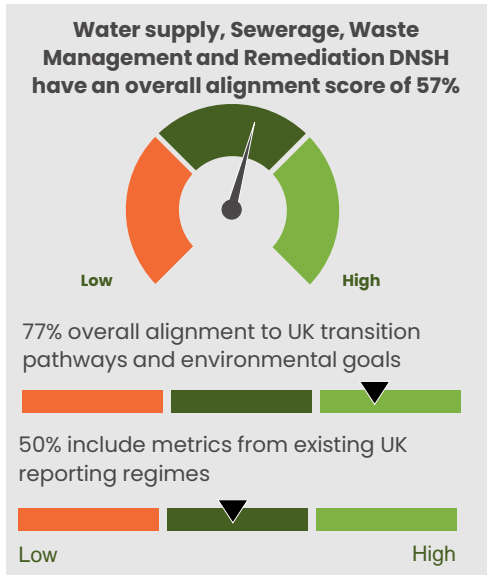 Water supply, Sewerage, Waste
Management and Remediation DNSH
have an overall alignment score of 57%
Low
High
77% overall alignment to UK transition
pathways and environmental goals
50% include metrics from existing UK
reporting regimes
Low
High